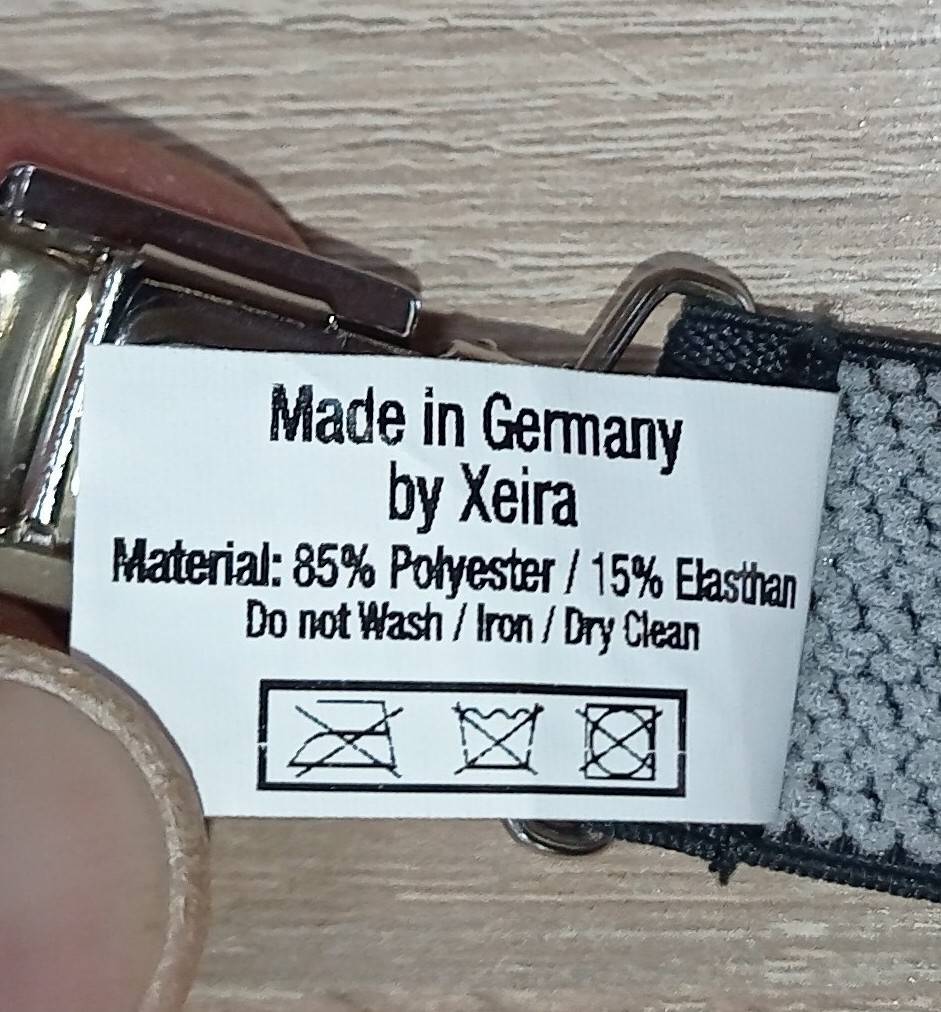 Made in Germany
by Xeira
Material: 85% Polyester / 15% Elasthan
Do not Wash / Iron / Dry Clean